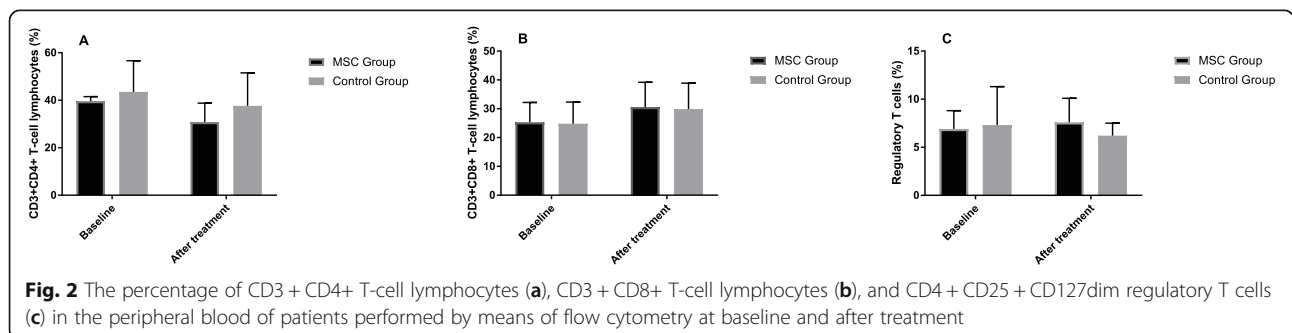 A
CD3+CD4+ T-cell lymphocytes (%)
60
40
20
0
Baseline
After treatment
MSC Group
Control Group
B
CD3+CD8+ T-cell lymphocytes (%)
50
40
30
20
10
0
Baseline
After treatment
MSC Group
Control Group
C
Regulatory T cells (%)
15
10
5
0
Baseline
After treatment
MSC Group
Control Group
Fig. 2 The percentage of CD3 + CD4+ T-cell lymphocytes (a), CD3 + CD8+ T-cell lymphocytes (b), and CD4 + CD25 + CD127dim regulatory T cells
(c) in the peripheral blood of patients performed by means of flow cytometry at baseline and after treatment